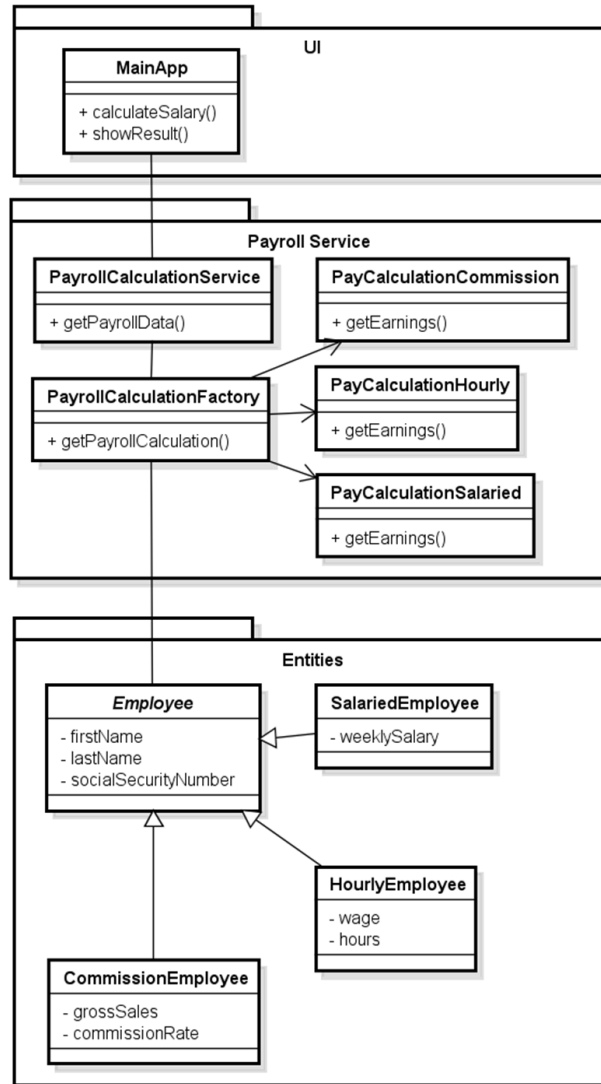 UI
MainApp
+ calculateSalary()
+ showResult()
Payroll Service
PayrollCalculationService
+ getPayrollData()
PayCalculationCommission
+ getEarnings()
PayrollCalculationFactory
+ getPayrollCalculation()
PayCalculationHourly
+ getEarnings()
PayCalculationSalaried
+ getEarnings()
Entities
Employee
- firstName
- lastName
- socialSecurityNumber
SalariedEmployee
- weeklySalary
HourlyEmployee
- wage
- hours
CommissionEmployee
- grossSales
- commissionRate